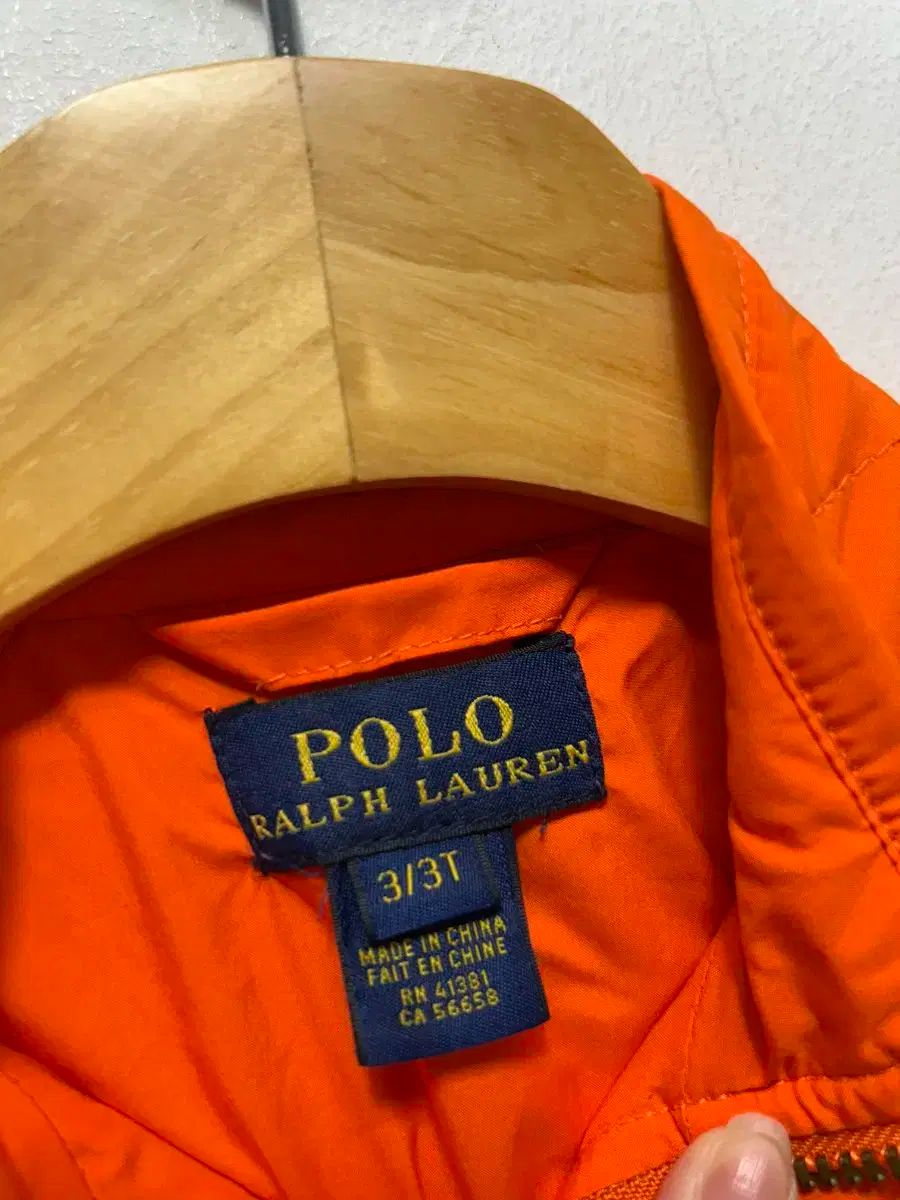 POLO
RALPH LAUREN
3/3T
MADE IN CHINA
FAIT EN CHINE
RN 41381
CA 56658